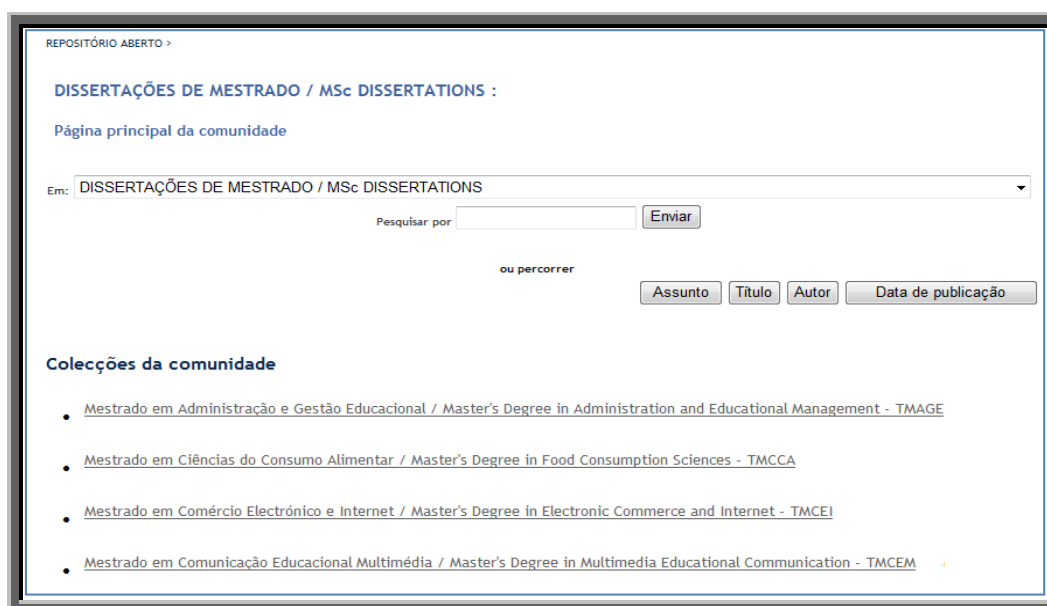 REPOSITÓRIO ABERTO >
DISSERTAÇÕES DE MESTRADO / MSc DISSERTATIONS :
Página principal da comunidade
Em: DISSERTAÇÕES DE MESTRADO / MSc DISSERTATIONS
Pesquisar por Enviar
ou percorrer
Assunto Título Autor Data de publicação
Colecções da comunidade
• Mestrado em Administração e Gestão Educacional / Master's Degree in Administration and Educational Management - TMAGE
• Mestrado em Ciências do Consumo Alimentar / Master's Degree in Food Consumption Sciences - TMCCA
• Mestrado em Comércio Electrónico e Internet / Master's Degree in Electronic Commerce and Internet - TMCEI
• Mestrado em Comunicação Educacional Multimédia / Master's Degree in Multimedia Educational Communication - TMCEM